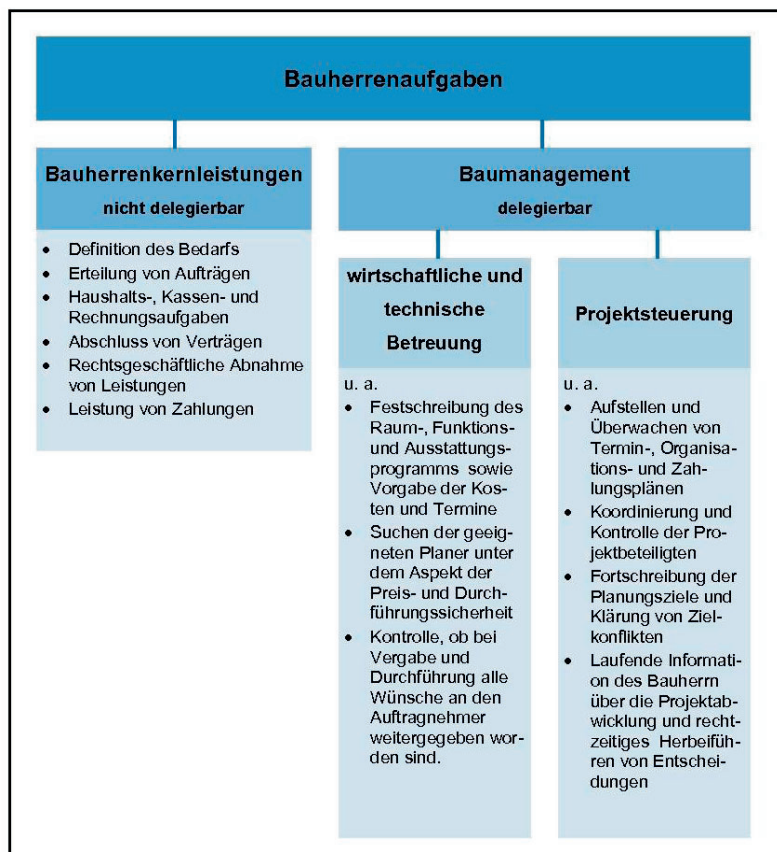 Bauherrenaufgaben
Bauherrenkernleistungen
nicht delegierbar
• Definition des Bedarfs
• Erteilung von Aufträgen
• Haushalts-, Kassen- und
Rechnungsaufgaben
• Abschluss von Verträgen
• Rechtsgeschäftliche Abnahme
von Leistungen
• Leistung von Zahlungen
Baumanagement
delegierbar
wirtschaftliche und
technische
Betreuung
u. a.
• Festschreibung des
Raum-, Funktions-
und Ausstattungs-
programms sowie
Vorgabe der Kos-
ten und Termine
• Suchen der geeig-
neten Planer unter
dem Aspekt der
Preis- und Durch-
führungssicherheit
• Kontrolle, ob bei
Vergabe und
Durchführung alle
Wünsche an den
Auftragnehmer
weitergegeben wor-
den sind.
Projektsteuerung
u. a.
• Aufstellen und
Überwachen von
Termin-, Organisa-
tions- und Zah-
lungsplänen
• Koordinierung und
Kontrolle der Pro-
jektbeteiligten
• Fortschreibung der
Planungsziele und
Klärung von Ziel-
konflikten
• Laufende Informati-
on des Bauherrn
über die Projektab-
wicklung und recht-
zeitiges Herbeifüh-
ren von Entschei-
dungen